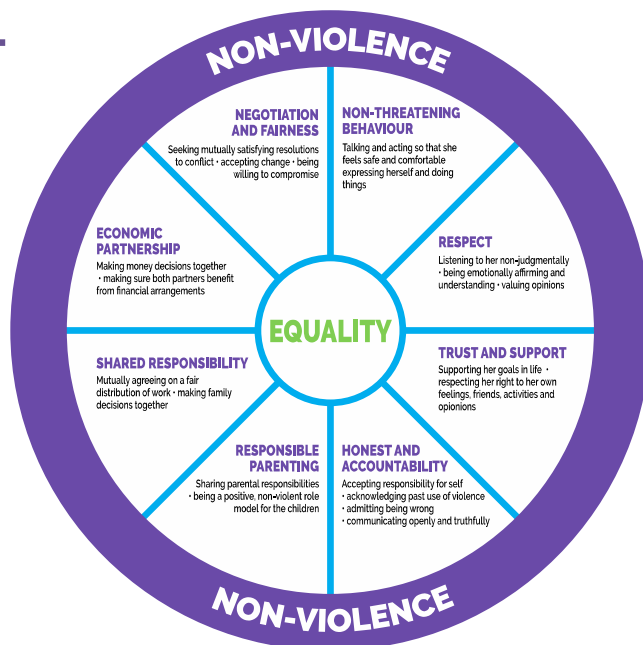 NON-VIOLENCE
NEGOTIATION
AND FAIRNESS
Seeking mutually satisfying resolutions
to conflict • accepting change • being
willing to compromise
NON-THREATENING
BEHAVIOUR
Talking and acting so that she
feels safe and comfortable
expressing herself and doing
things
RESPECT
Listening to her non-judgmentally
• being emotionally affirming and
understanding • valuing opinions
TRUST AND SUPPORT
Supporting her goals in life •
respecting her right to her own
feelings, friends, activities and
opionions
HONEST AND
ACCOUNTABILITY
Accepting responsibility for self
• acknowledging past use of violence
• admitting being wrong
• communicating openly and truthfully
RESPONSIBLE
PARENTING
Sharing parental responsibilities
• being a positive, non-violent role
model for the children
SHARED RESPONSIBILITY
Mutually agreeing on a fair
distribution of work • making family
decisions together
ECONOMIC
PARTNERSHIP
Making money decisions together
• making sure both partners benefit
from financial arrangements
EQUALITY
NON-VIOLENCE